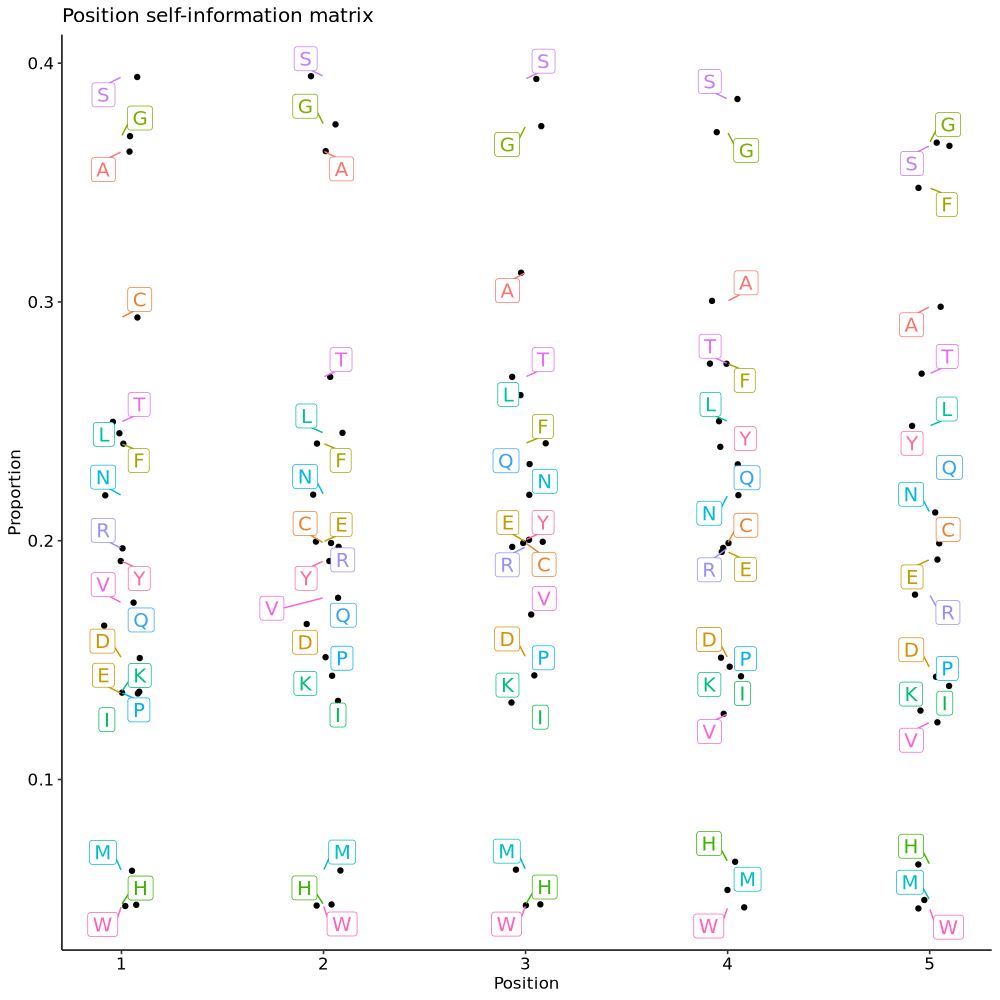 Position self-information matrix
Proportion
0.4
0.3
0.2
0.1
S
G
A
C
T
L
F
N
R
Y
V
Q
D
E
K
P
I
M
H
W
S
G
A
T
L
F
N
C
E
R
Y
V
Q
D
P
K
I
M
H
W
S
G
A
T
L
F
Q
N
E
Y
R
C
V
D
P
K
I
M
H
W
S
G
A
T
F
L
Y
Q
N
C
R
E
D
P
K
I
V
H
M
W
G
S
F
A
T
L
Y
Q
N
C
E
R
D
P
K
I
V
H
M
W
1 2 3 4 5
Position